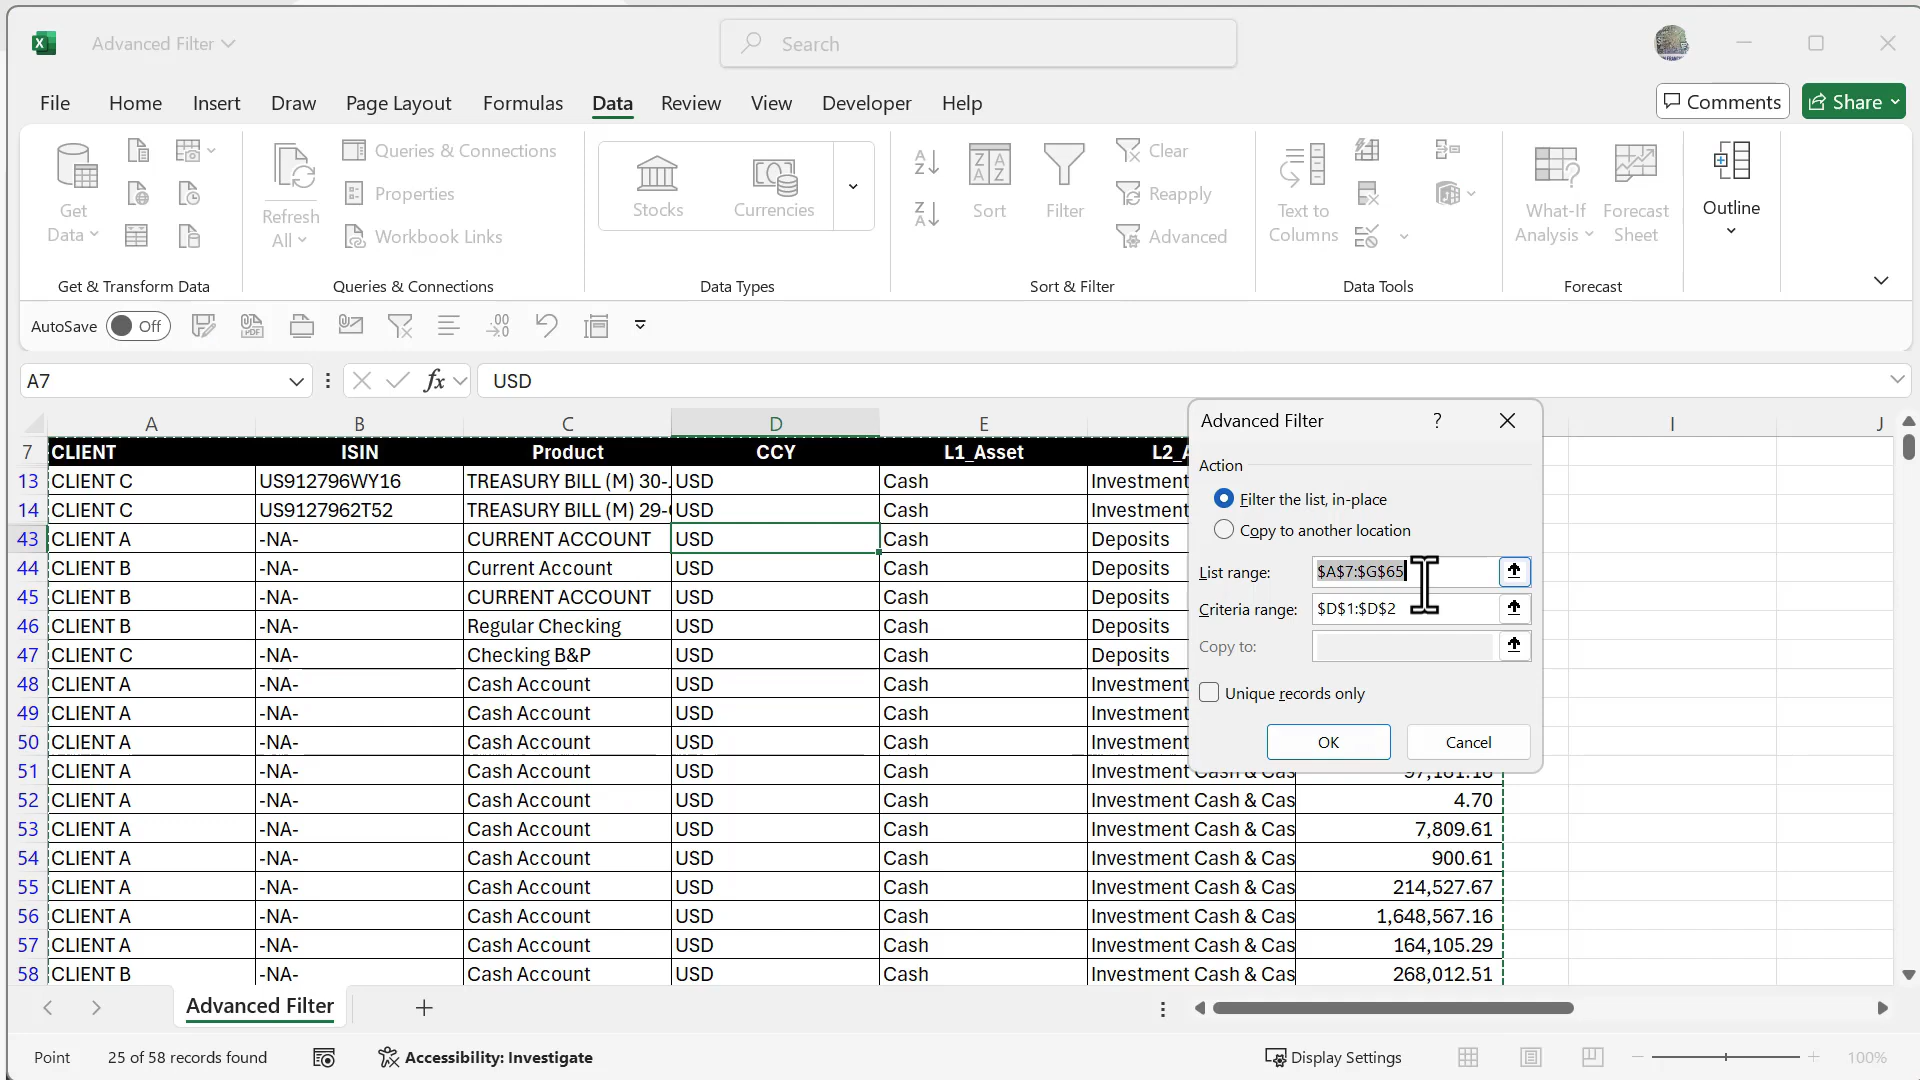 Advanced Filter
Search
File Home Insert Draw Page Layout Formulas Data Review View Developer Help
Comments Share
Get Data
Refresh All
Queries & Connections
Properties
Workbook Links
Stocks
Currencies
Sort
Filter
Clear
Reapply
Advanced
Text to Columns
What-If Analysis
Forecast Sheet
Outline
Get & Transform Data Queries & Connections Data Types Sort & Filter Data Tools Forecast
AutoSave Off
A7 fx USD
A B C D E I J
7 CLIENT ISIN Product CCY L1_Asset
13 CLIENT C US912796WY16 TREASURY BILL (M) 30- USD Cash Investment
14 CLIENT C US9127962T52 TREASURY BILL (M) 29- USD Cash Investment
43 CLIENT A -NA- CURRENT ACCOUNT USD Cash Deposits
44 CLIENT B -NA- Current Account USD Cash Deposits
45 CLIENT B -NA- CURRENT ACCOUNT USD Cash Deposits
46 CLIENT B -NA- Regular Checking USD Cash Deposits
47 CLIENT C -NA- Checking B&P USD Cash Deposits
48 CLIENT A -NA- Cash Account USD Cash Investment
49 CLIENT A -NA- Cash Account USD Cash Investment
50 CLIENT A -NA- Cash Account USD Cash Investment
51 CLIENT A -NA- Cash Account USD Cash Investment
52 CLIENT A -NA- Cash Account USD Cash Investment Cash & Cas 4.70
53 CLIENT A -NA- Cash Account USD Cash Investment Cash & Cas 7,809.61
54 CLIENT A -NA- Cash Account USD Cash Investment Cash & Cas 900.61
55 CLIENT A -NA- Cash Account USD Cash Investment Cash & Cas 214,527.67
56 CLIENT A -NA- Cash Account USD Cash Investment Cash & Cas 1,648,567.16
57 CLIENT A -NA- Cash Account USD Cash Investment Cash & Cas 164,105.29
58 CLIENT B -NA- Cash Account USD Cash Investment Cash & Cas 268,012.51
Advanced Filter ?
Action
Filter the list, in-place
Copy to another location
List range: $A$7:$G$65
Criteria range: $D$1:$D$2
Copy to:
Unique records only
OK Cancel
Advanced Filter
Point 25 of 58 records found Accessibility: Investigate Display Settings 100%